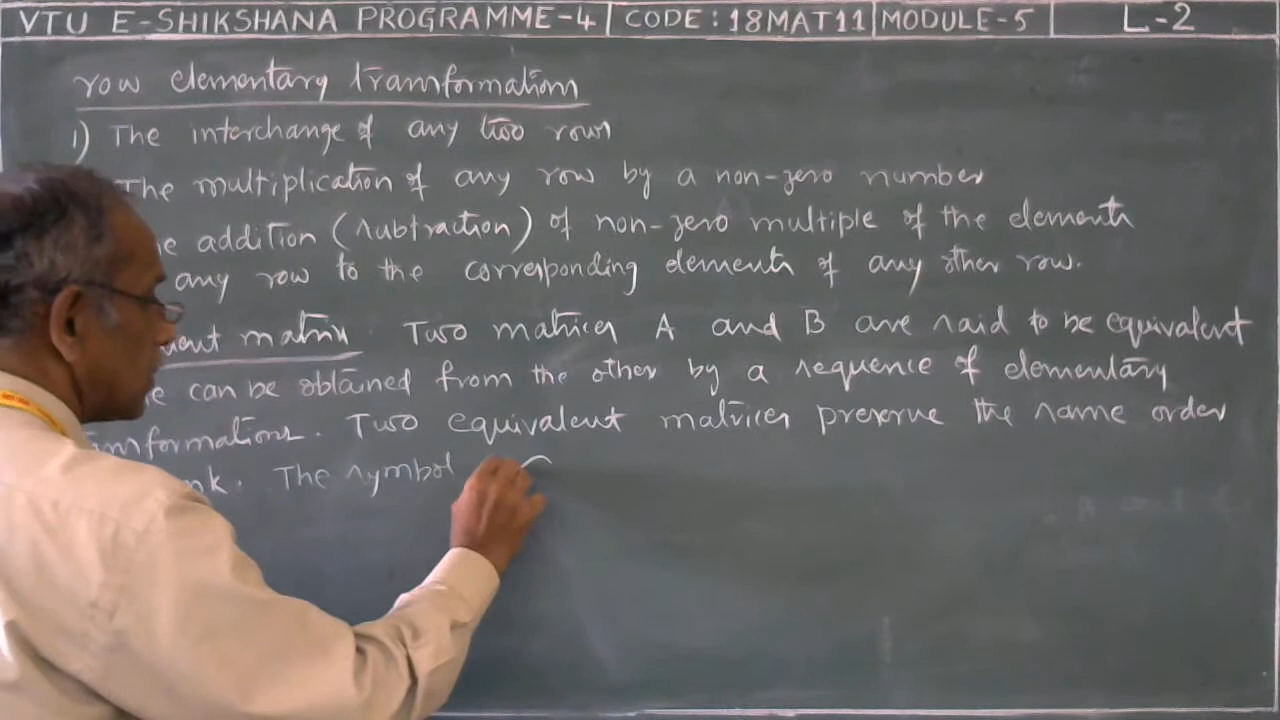 VTU E-SHIKSHANA PROGRAMME-4 | CODE: 18MAT11 | MODULE-5 | L-2
row elementary transformations
1) The interchange of any two rows
The multiplication of any row by a non-zero number
addition (subtraction) of non-zero multiple of the elements
any row to the corresponding elements of any other row.
matrix. Two matrices A and B are said to be equivalent
can be obtained from the other by a sequence of elementary
Two equivalent matrices preserve the same order
The symbol